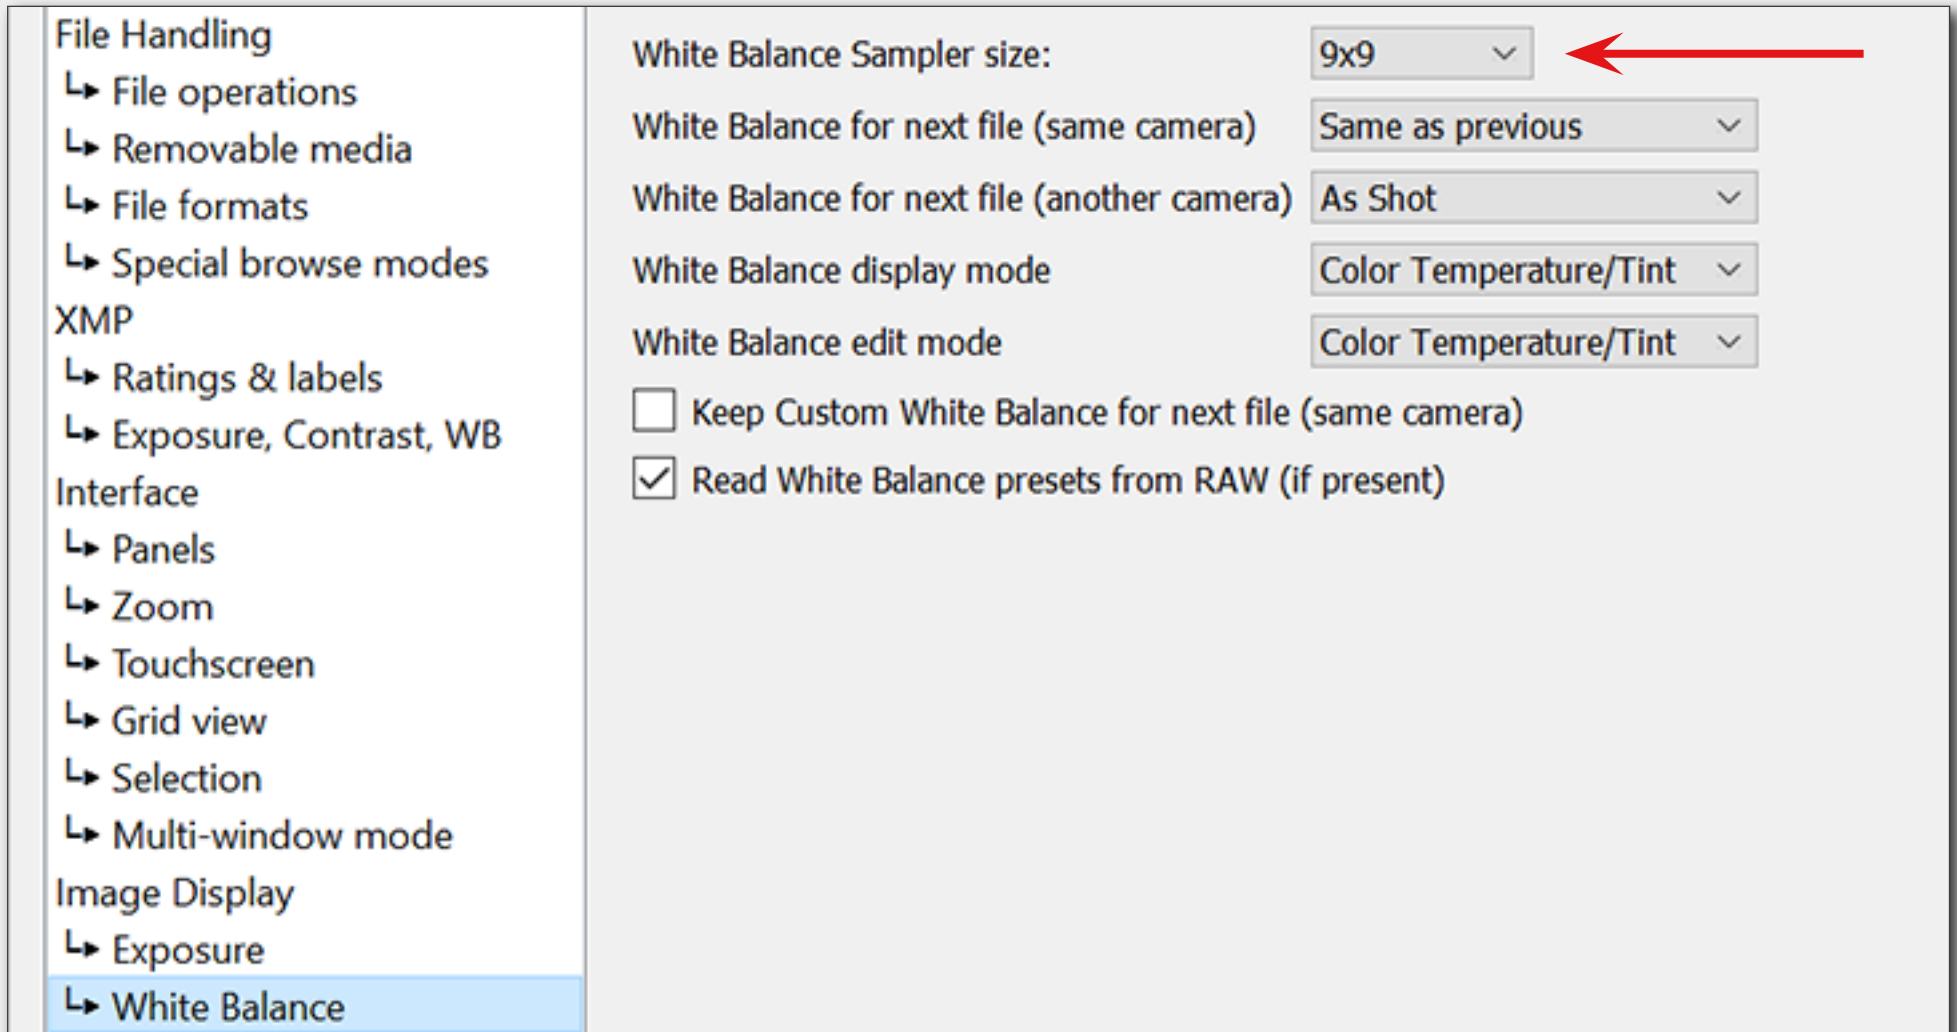 File Handling
File operations
Removable media
File formats
Special browse modes
XMP
Ratings & labels
Exposure, Contrast, WB
Interface
Panels
Zoom
Touchscreen
Grid view
Selection
Multi-window mode
Image Display
Exposure
White Balance
White Balance Sampler size: 9x9
White Balance for next file (same camera) Same as previous
White Balance for next file (another camera) As Shot
White Balance display mode Color Temperature/Tint
White Balance edit mode Color Temperature/Tint
Keep Custom White Balance for next file (same camera)
Read White Balance presets from RAW (if present)